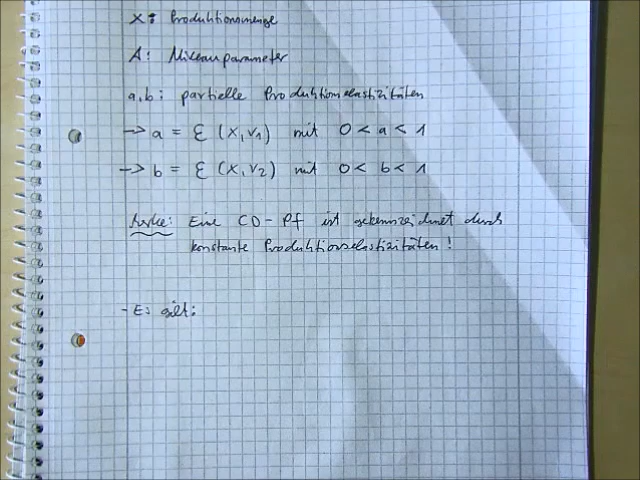 X: Produktionsmenge
A: Niveauparameter
a,b: partielle Produktionselastizitäten
→ a = Ɛ (X,V1) mit 0 < a < 1
→ b = Ɛ (X,V2) mit 0 < b < 1
Merke: Eine CD-Pf ist gekennzeichnet durch
konstante Produktionselastizitäten!
- Es gilt: